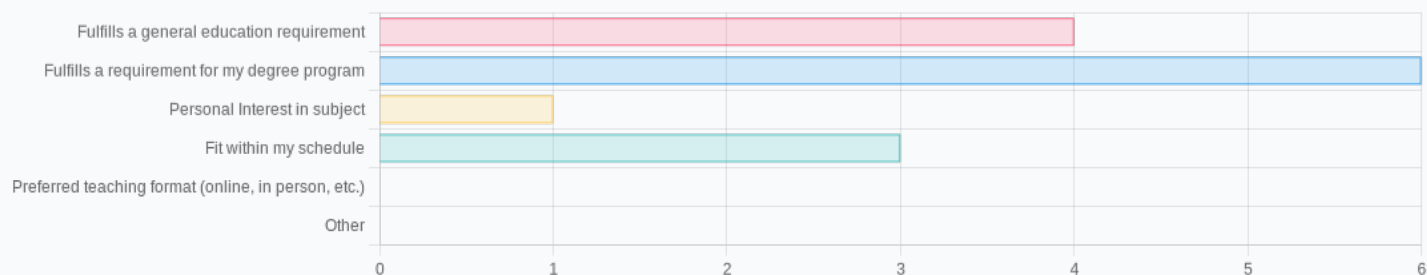 Fulfills a general education requirement
Fulfills a requirement for my degree program
Personal Interest in subject
Fit within my schedule
Preferred teaching format (online, in person, etc.)
Other
0 1 2 3 4 5 6